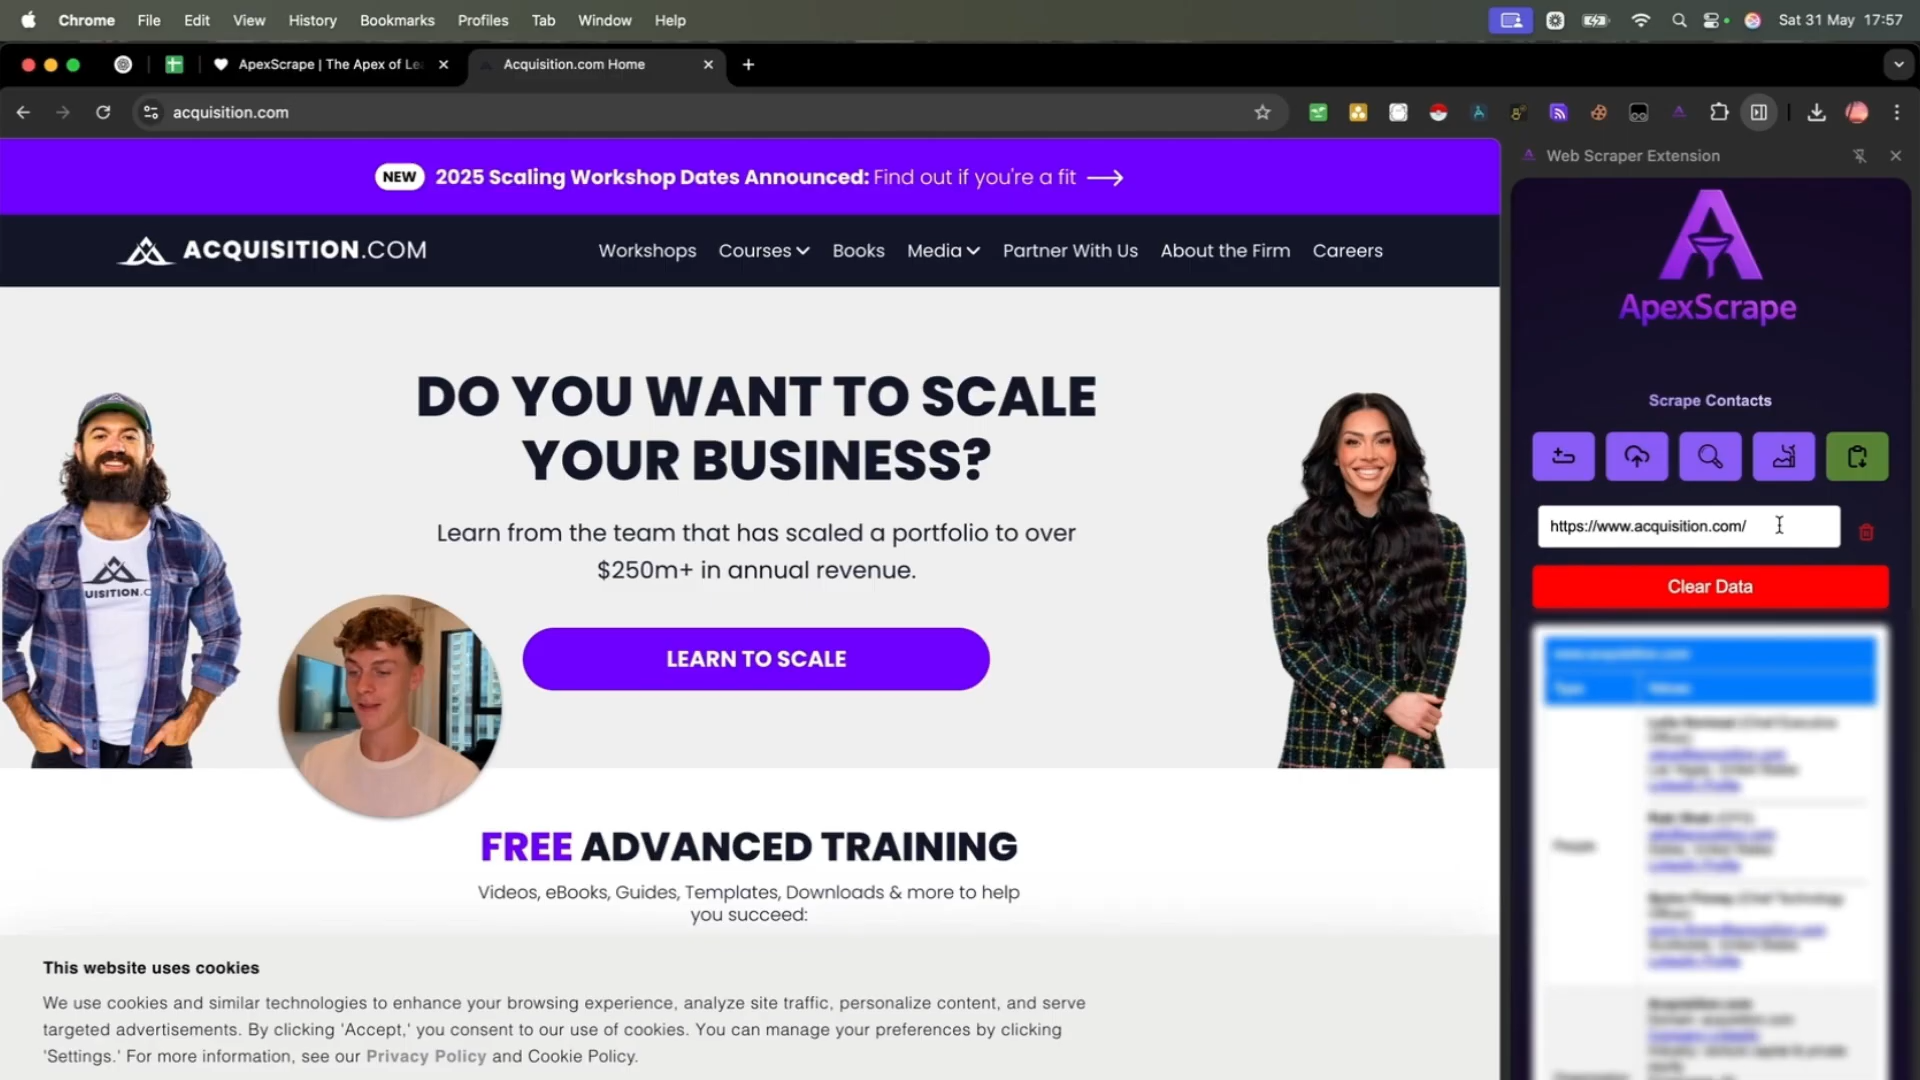 Chrome File Edit View History Bookmarks Profiles Tab Window Help
Sat 31 May 17:57
ApexScrape | The Apex of Le
Acquisition.com Home
acquisition.com
NEW 2025 Scaling Workshop Dates Announced: Find out if you're a fit
ACQUISITION.COM
Workshops Courses Books Media Partner With Us About the Firm Careers
DO YOU WANT TO SCALE
YOUR BUSINESS?
Learn from the team that has scaled a portfolio to over
$250m+ in annual revenue.
UISITION.C
LEARN TO SCALE
FREE ADVANCED TRAINING
Videos, eBooks, Guides, Templates, Downloads & more to help
you succeed:
This website uses cookies
We use cookies and similar technologies to enhance your browsing experience, analyze site traffic, personalize content, and serve
targeted advertisements. By clicking 'Accept,' you consent to our use of cookies. You can manage your preferences by clicking
'Settings.' For more information, see our Privacy Policy and Cookie Policy.
Web Scraper Extension
ApexScrape
Scrape Contacts
https://www.acquisition.com/
Clear Data